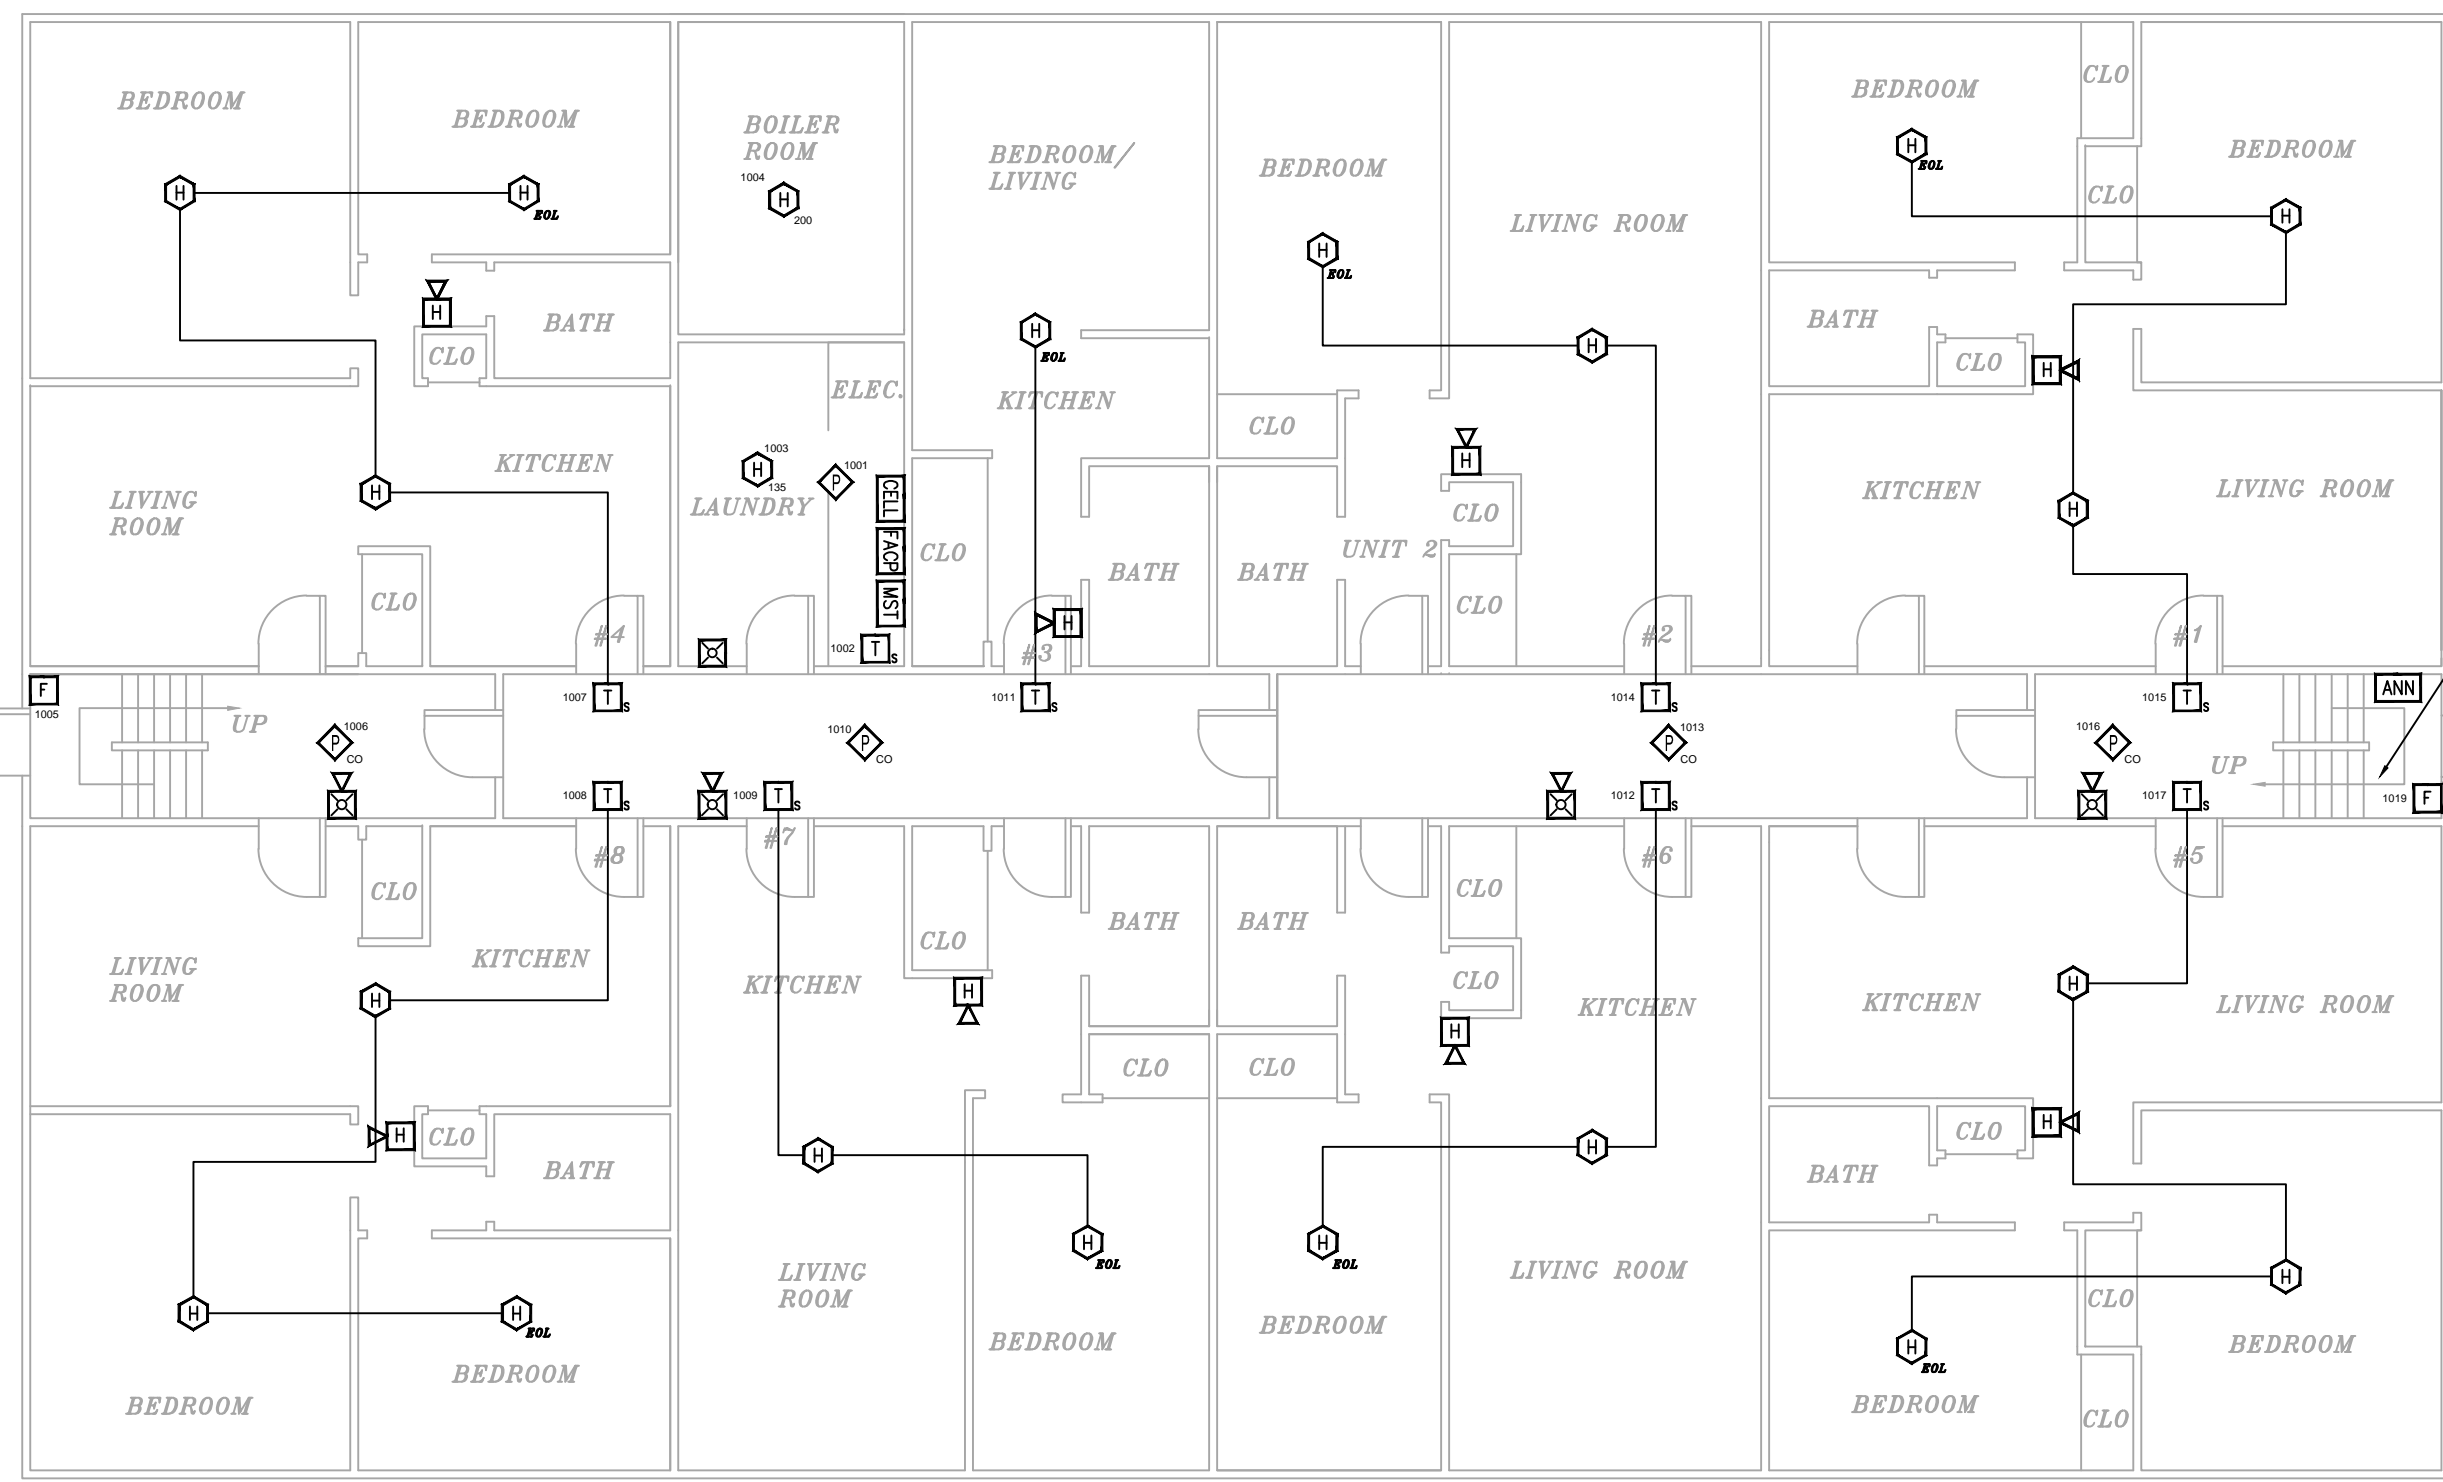 BEDROOM
BEDROOM
BOILER
ROOM
1004
H
200
BEDROOM/
LIVING
BEDROOM
LIVING ROOM
BEDROOM
CLO
BEDROOM
CLO
H
EOL
H
H
H
EOL
H
EOL
H
H
BATH
CLO
H
EOL
KITCHEN
ELEC.
CLO
H
BATH
CLO
H
LIVING
ROOM
KITCHEN
H
1003
H
135
LAUNDRY
1001
P
CELL
FACP
MST
CLO
BATH
BATH
UNIT 2
H
CLO
CLO
KITCHEN
H
LIVING ROOM
CLO
#4
1002
T
S
H
#3
#2
#1
F
1005
UP
1006
P
CO
1007
T
S
1010
P
CO
1011
T
S
1014
T
S
1013
P
CO
1015
T
S
1016
P
CO
ANN
UP
1019
F
1008
T
S
1009
T
S
1012
T
S
1017
T
S
#8
#7
#6
#5
CLO
LIVING
ROOM
KITCHEN
H
KITCHEN
CLO
H
BATH
BATH
CLO
CLO
KITCHEN
H
KITCHEN
H
LIVING ROOM
CLO
CLO
H
CLO
BATH
H
H
H
CLO
BATH
LIVING
ROOM
H
EOL
H
EOL
LIVING ROOM
H
CLO
H
H
EOL
BEDROOM
BEDROOM
BEDROOM
BEDROOM
H
EOL
BEDROOM
BEDROOM
CLO